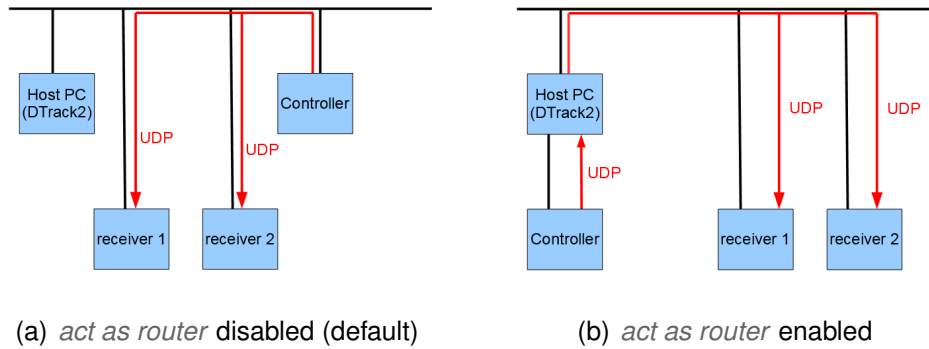 Host PC
(DTrack2)
Controller
UDP
UDP
receiver 1
receiver 2
(a) act as router disabled (default)
Host PC
(DTrack2)
UDP
UDP
UDP
Controller
receiver 1
receiver 2
(b) act as router enabled